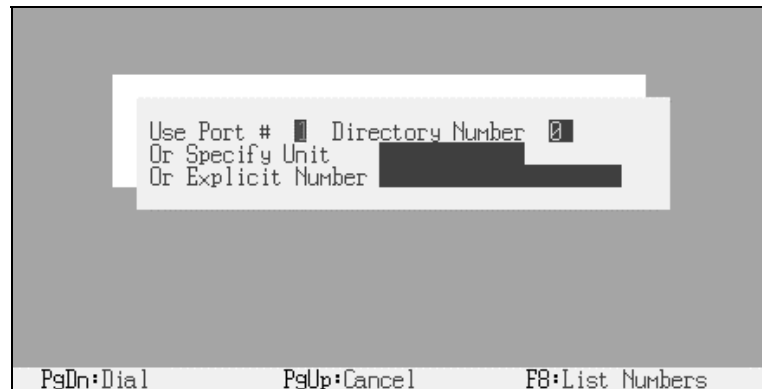 Use Port # 1 Directory Number 0
Or Specify Unit
Or Explicit Number
PgDn:Dial PgUp:Cancel F8:List Numbers